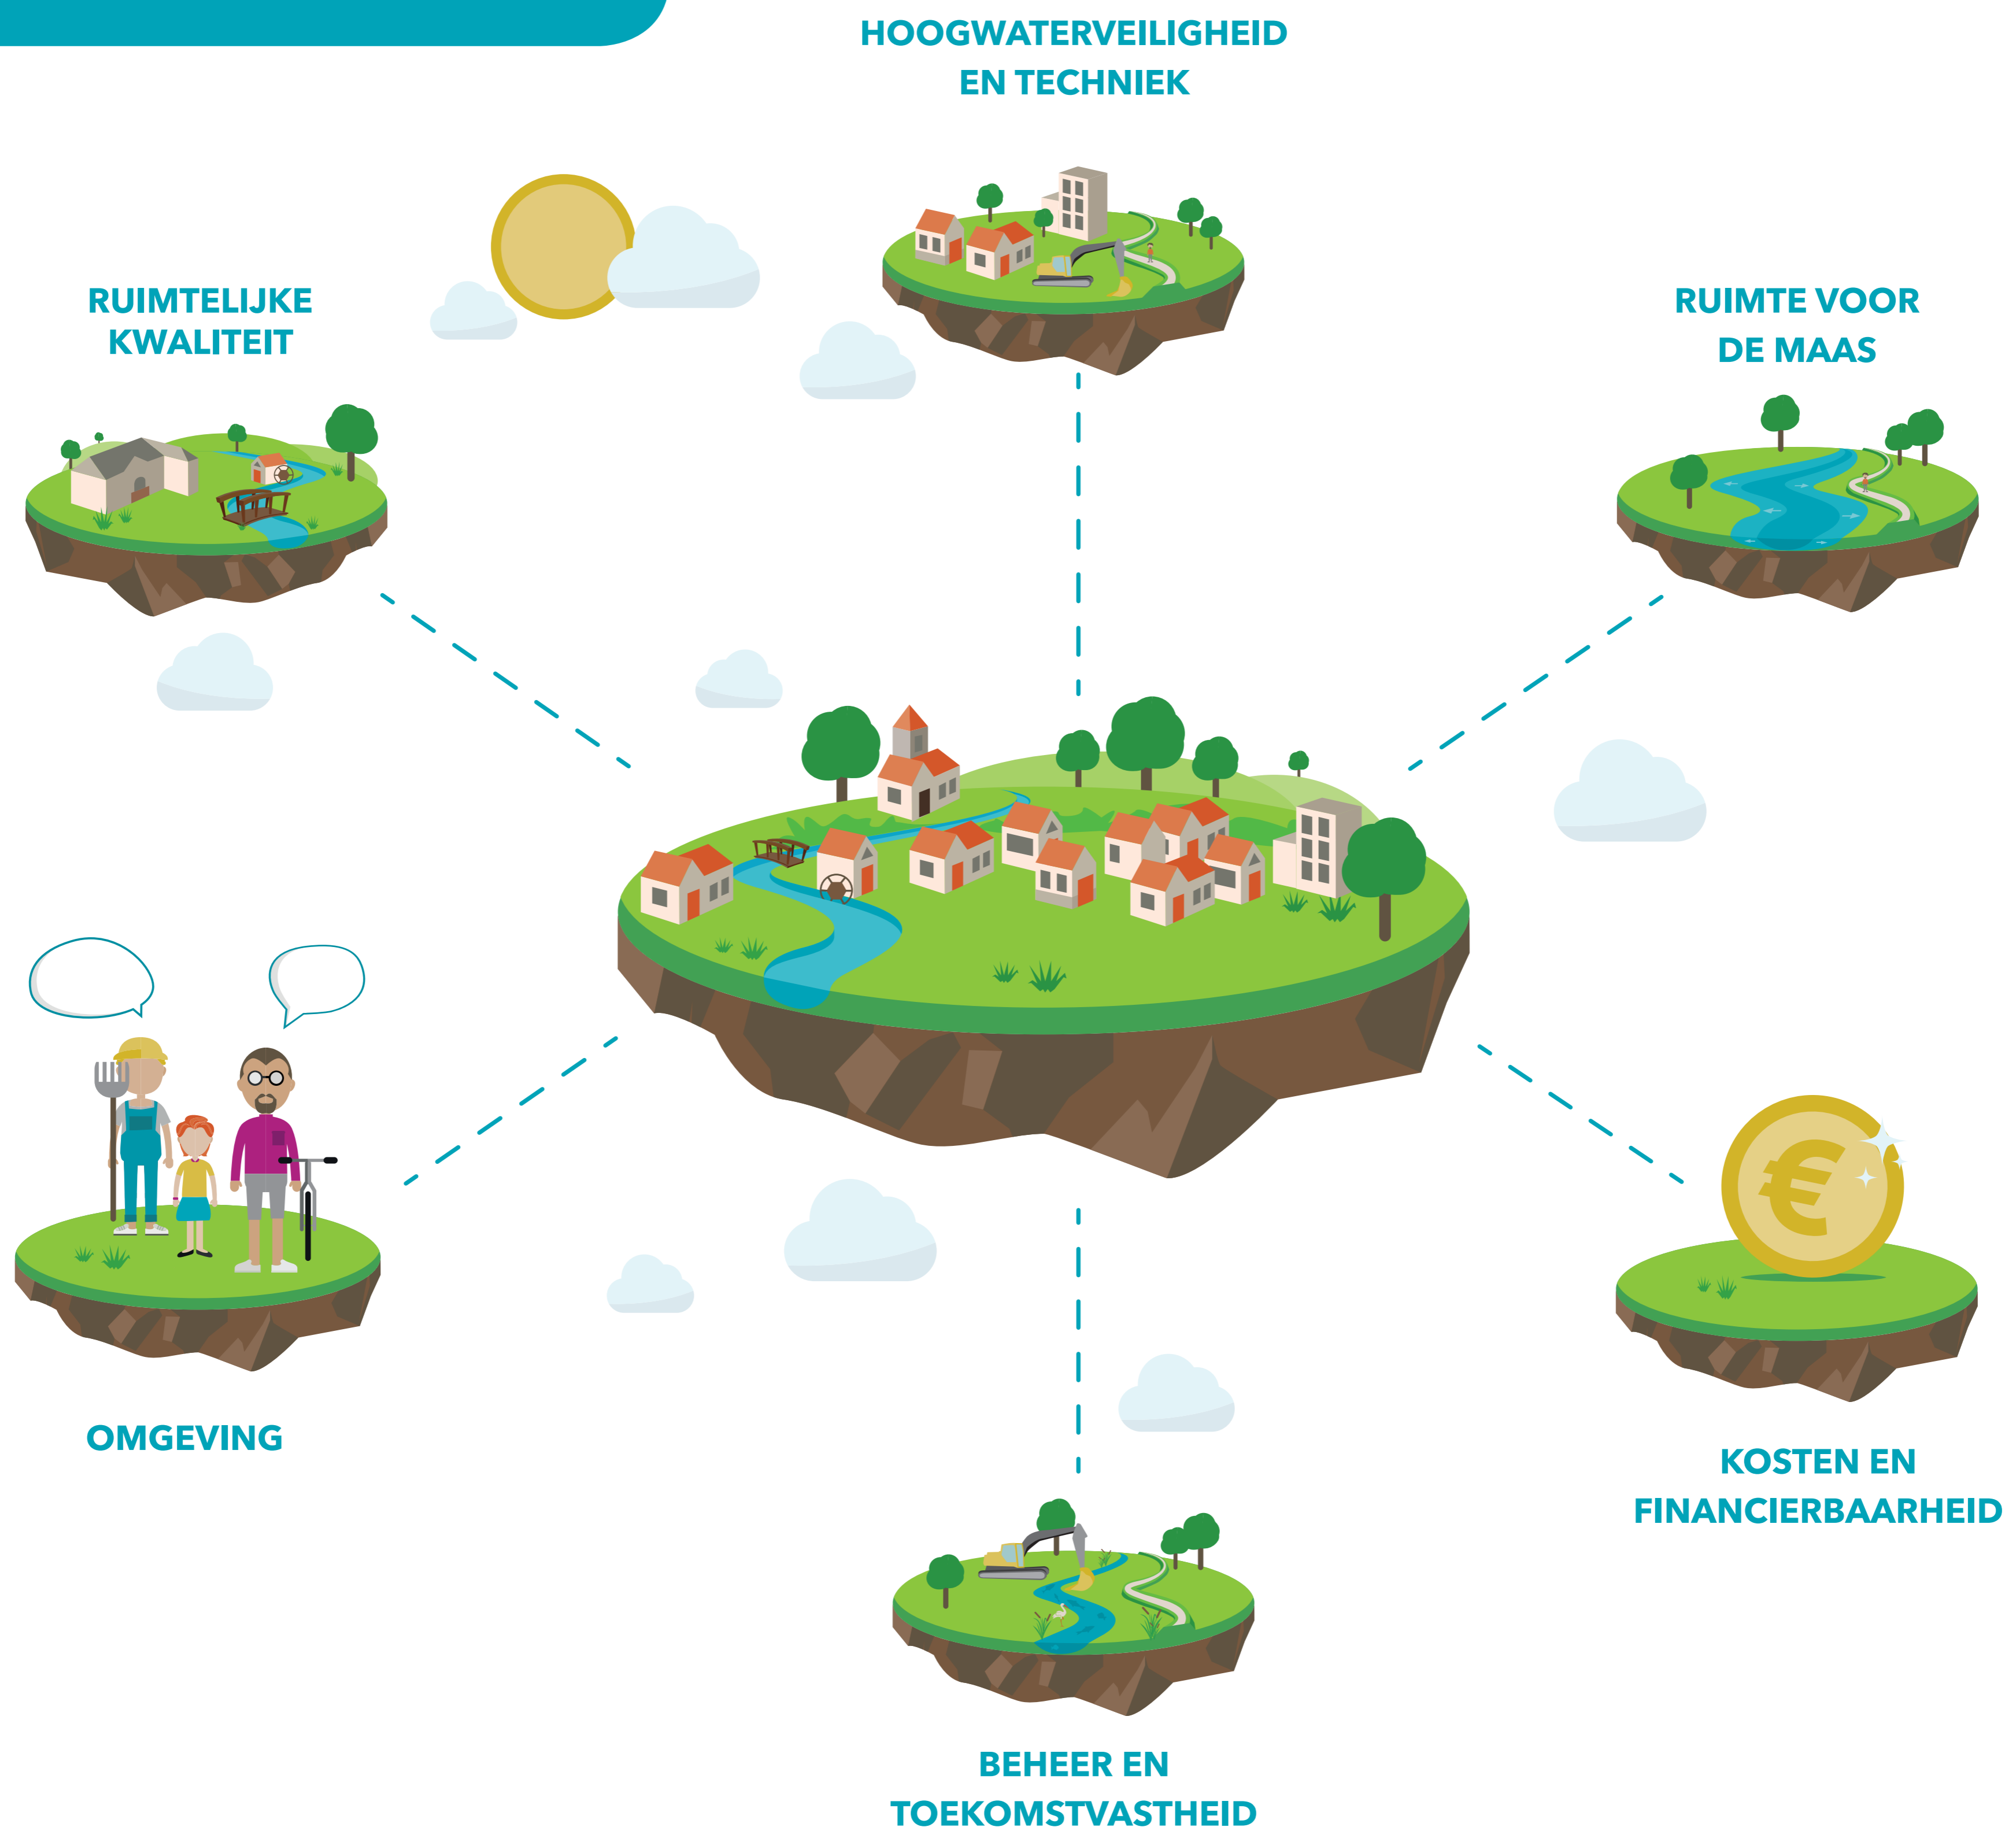 HOOGWATERVEILIGHEID
EN TECHNIEK
RUIMTELIJKE
KWALITEIT
RUIMTE VOOR
DE MAAS
€
OMGEVING
KOSTEN EN
FINANCIERBAARHEID
BEHEER EN
TOEKOMSTVASTHEID